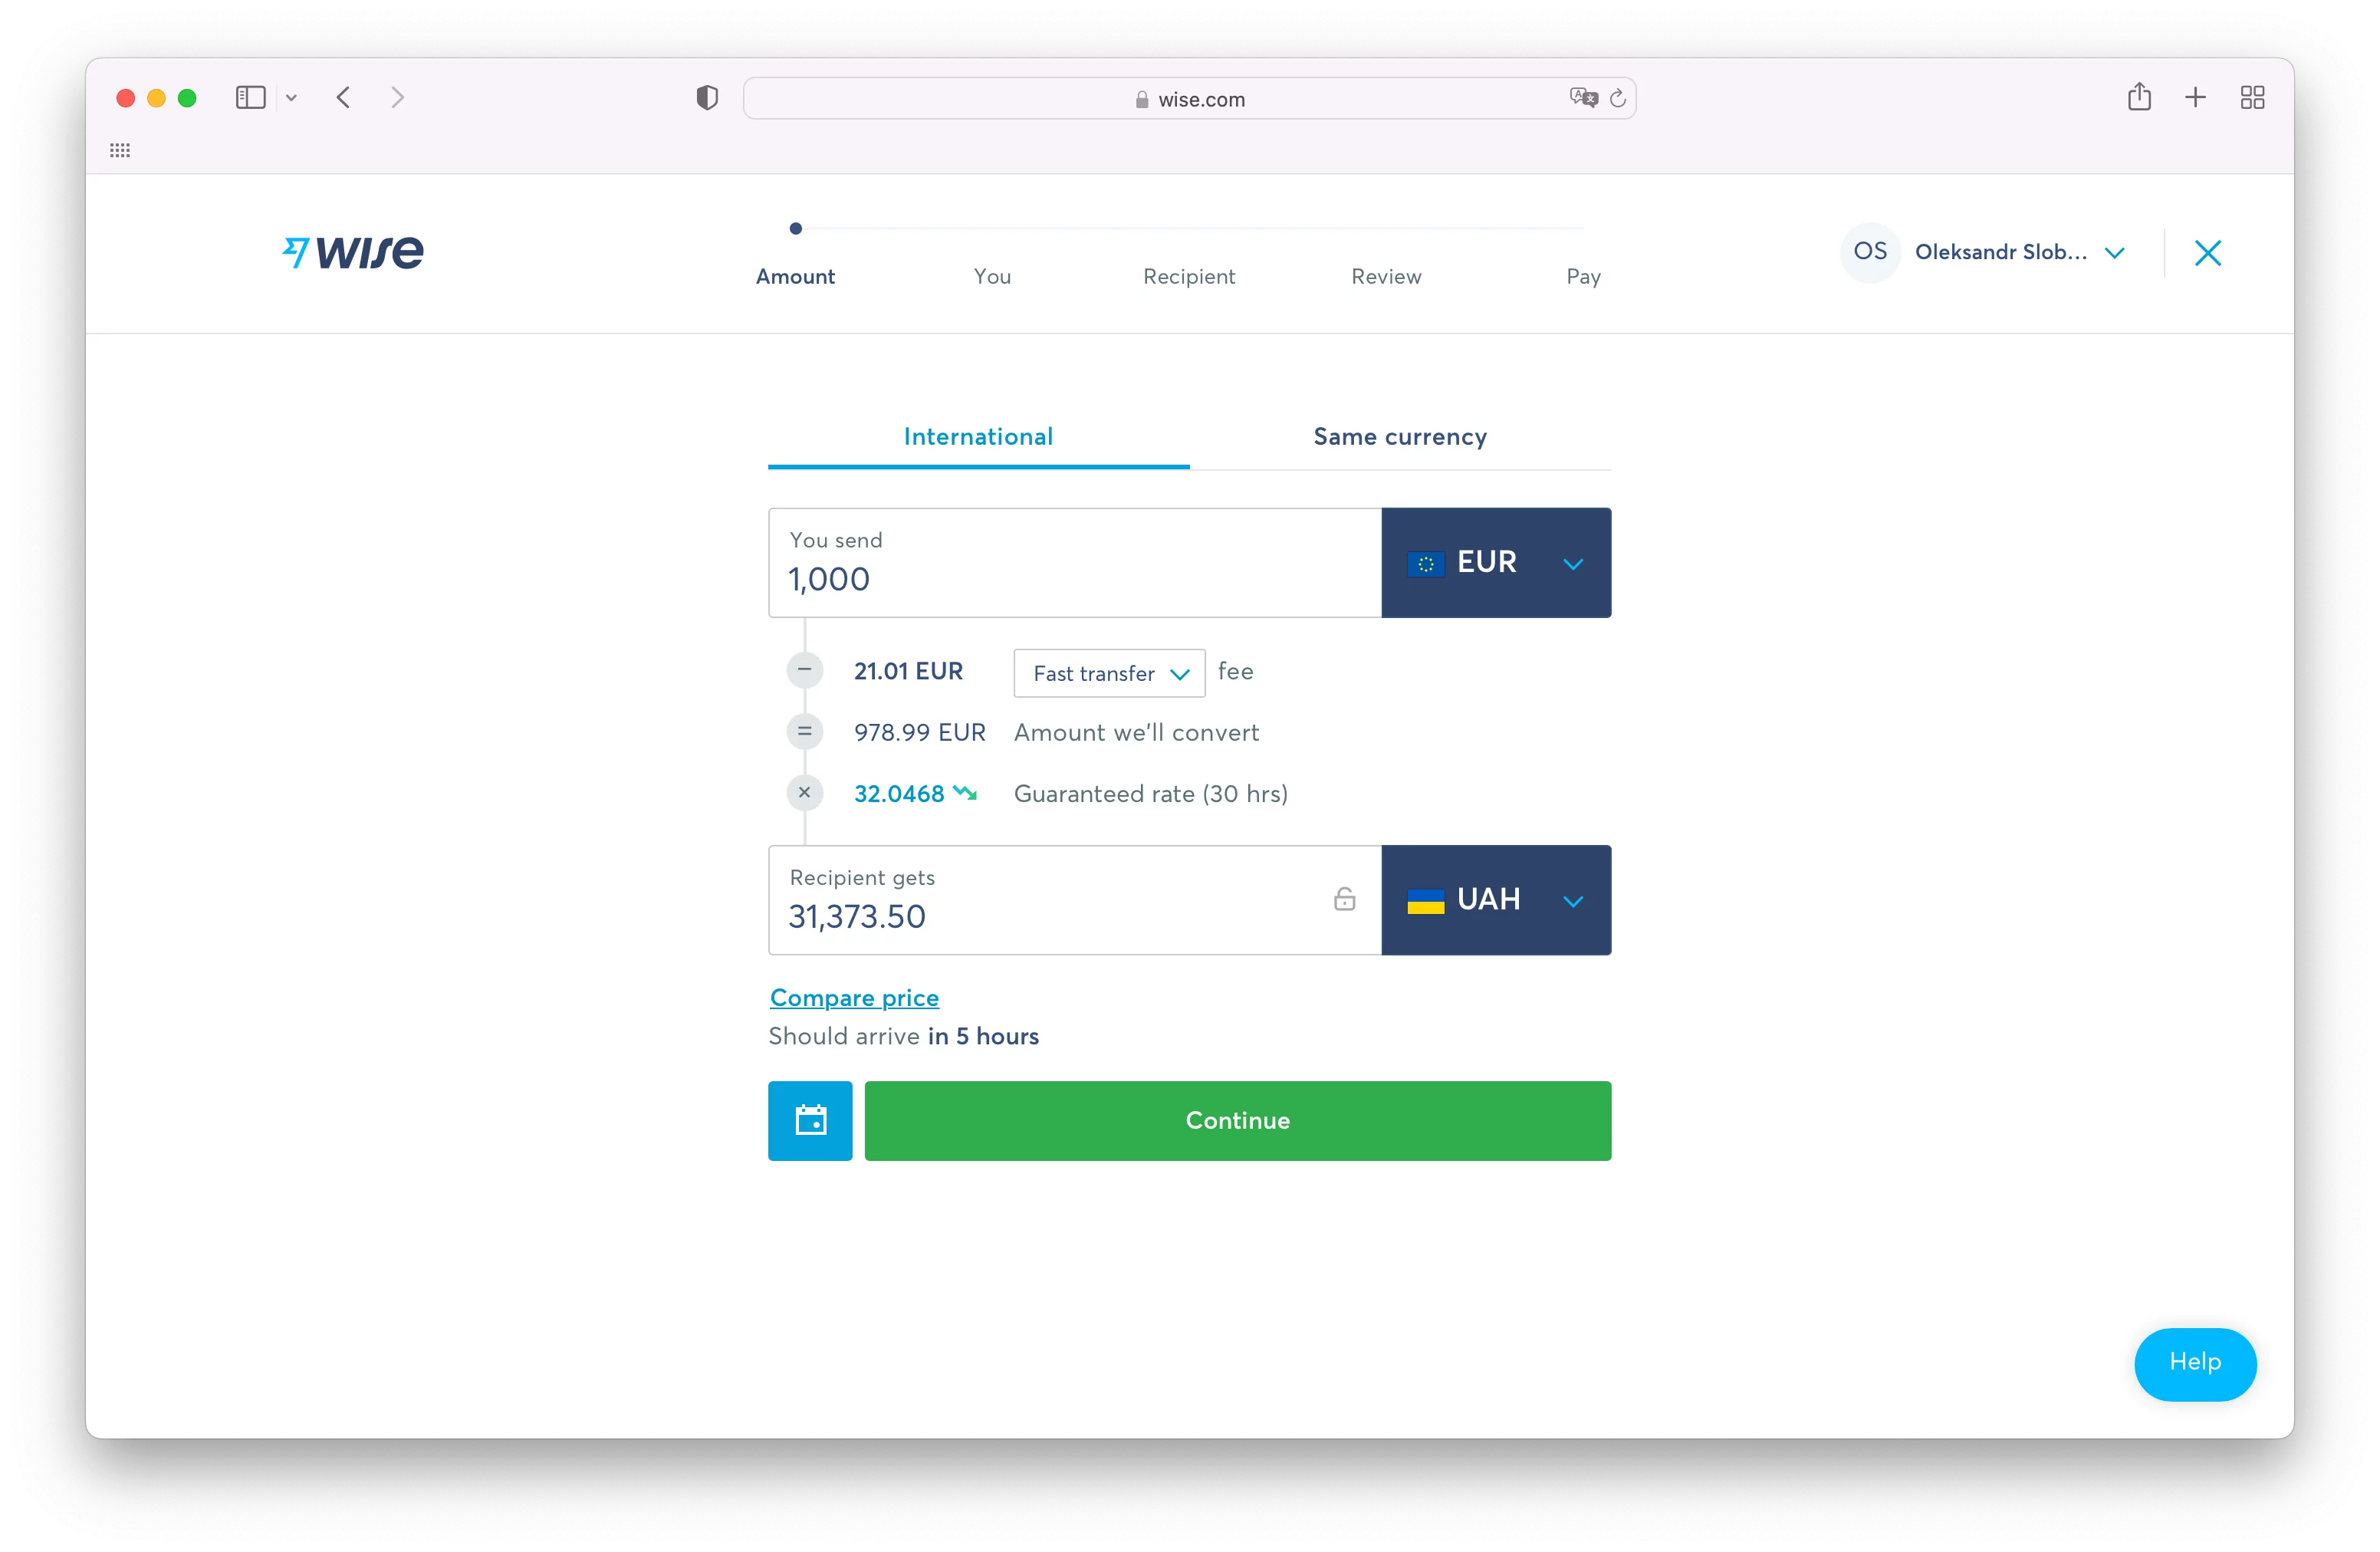 wise.com
wise
Amount
You
Recipient
Review
Pay
OS
Oleksandr Slob...
International
Same currency
You send
1,000
EUR
21.01 EUR Fast transfer fee
978.99 EUR Amount we'll convert
32.0468 Guaranteed rate (30 hrs)
Recipient gets
31,373.50
UAH
Compare price
Should arrive in 5 hours
Continue
Help